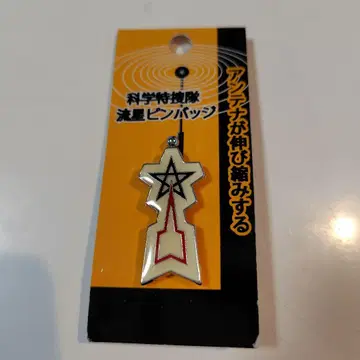 科学特捜隊
流星ピンバッジ
アンテナが伸び縮みする